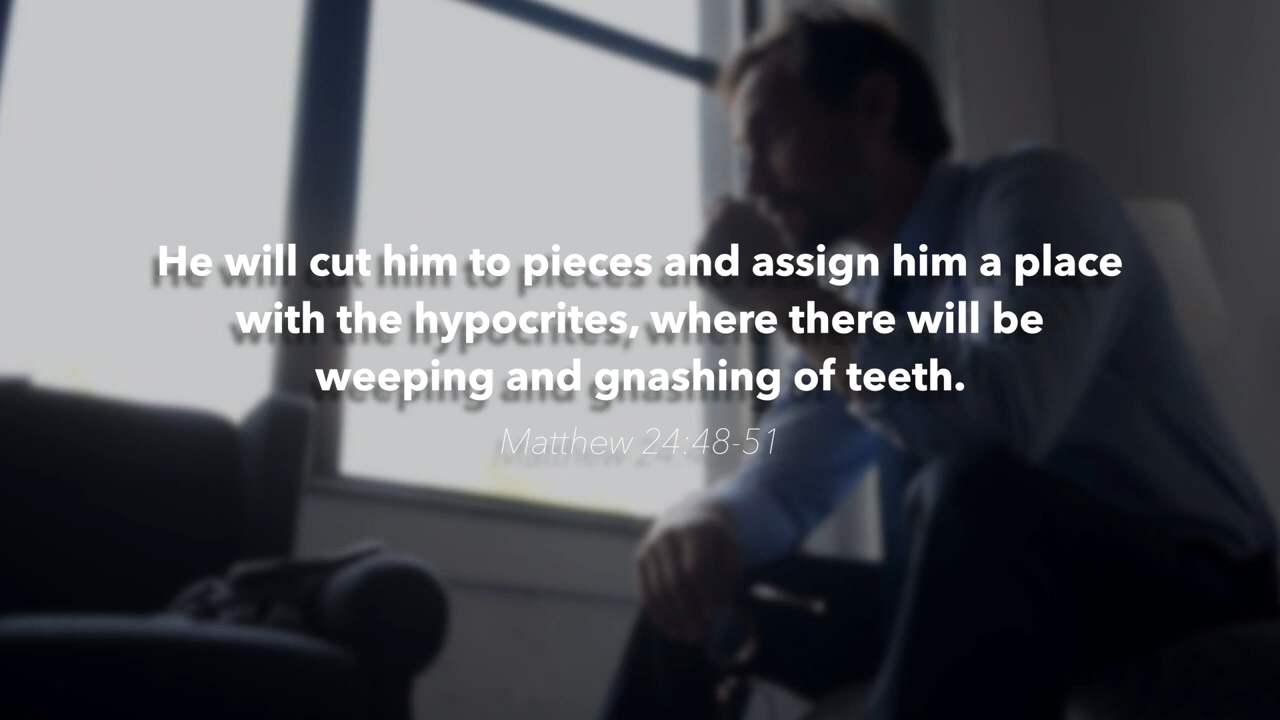 He will cut him to pieces and assign him a place
with the hypocrites, where there will be
weeping and gnashing of teeth.
Matthew 24:48-51